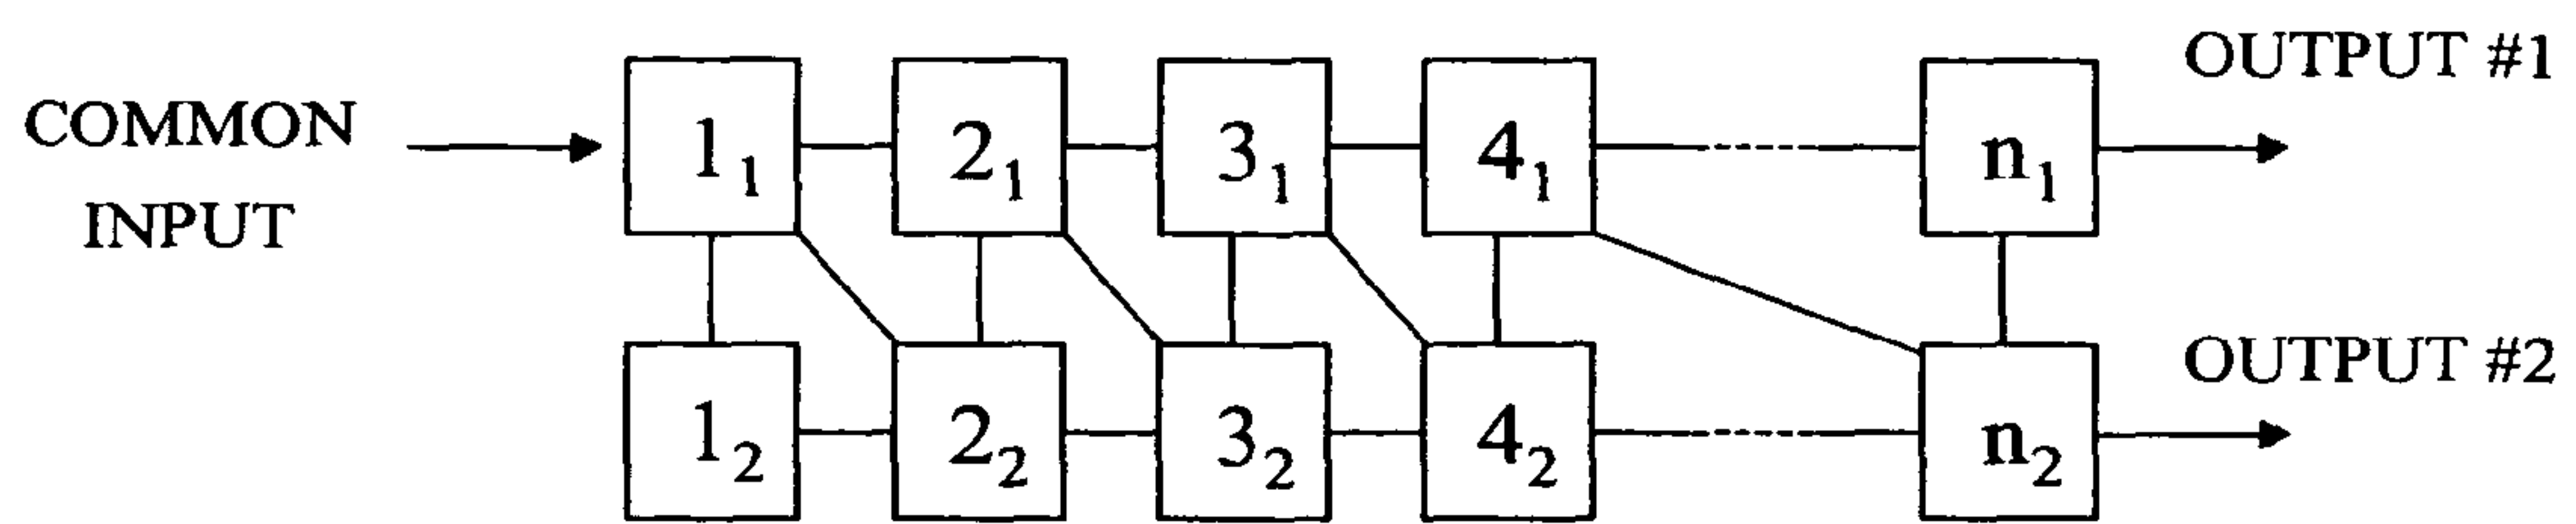 COMMON
INPUT
1₁ 2₁ 3₁ 4₁ n₁
OUTPUT #1
1₂ 2₂ 3₂ 4₂ n₂
OUTPUT #2